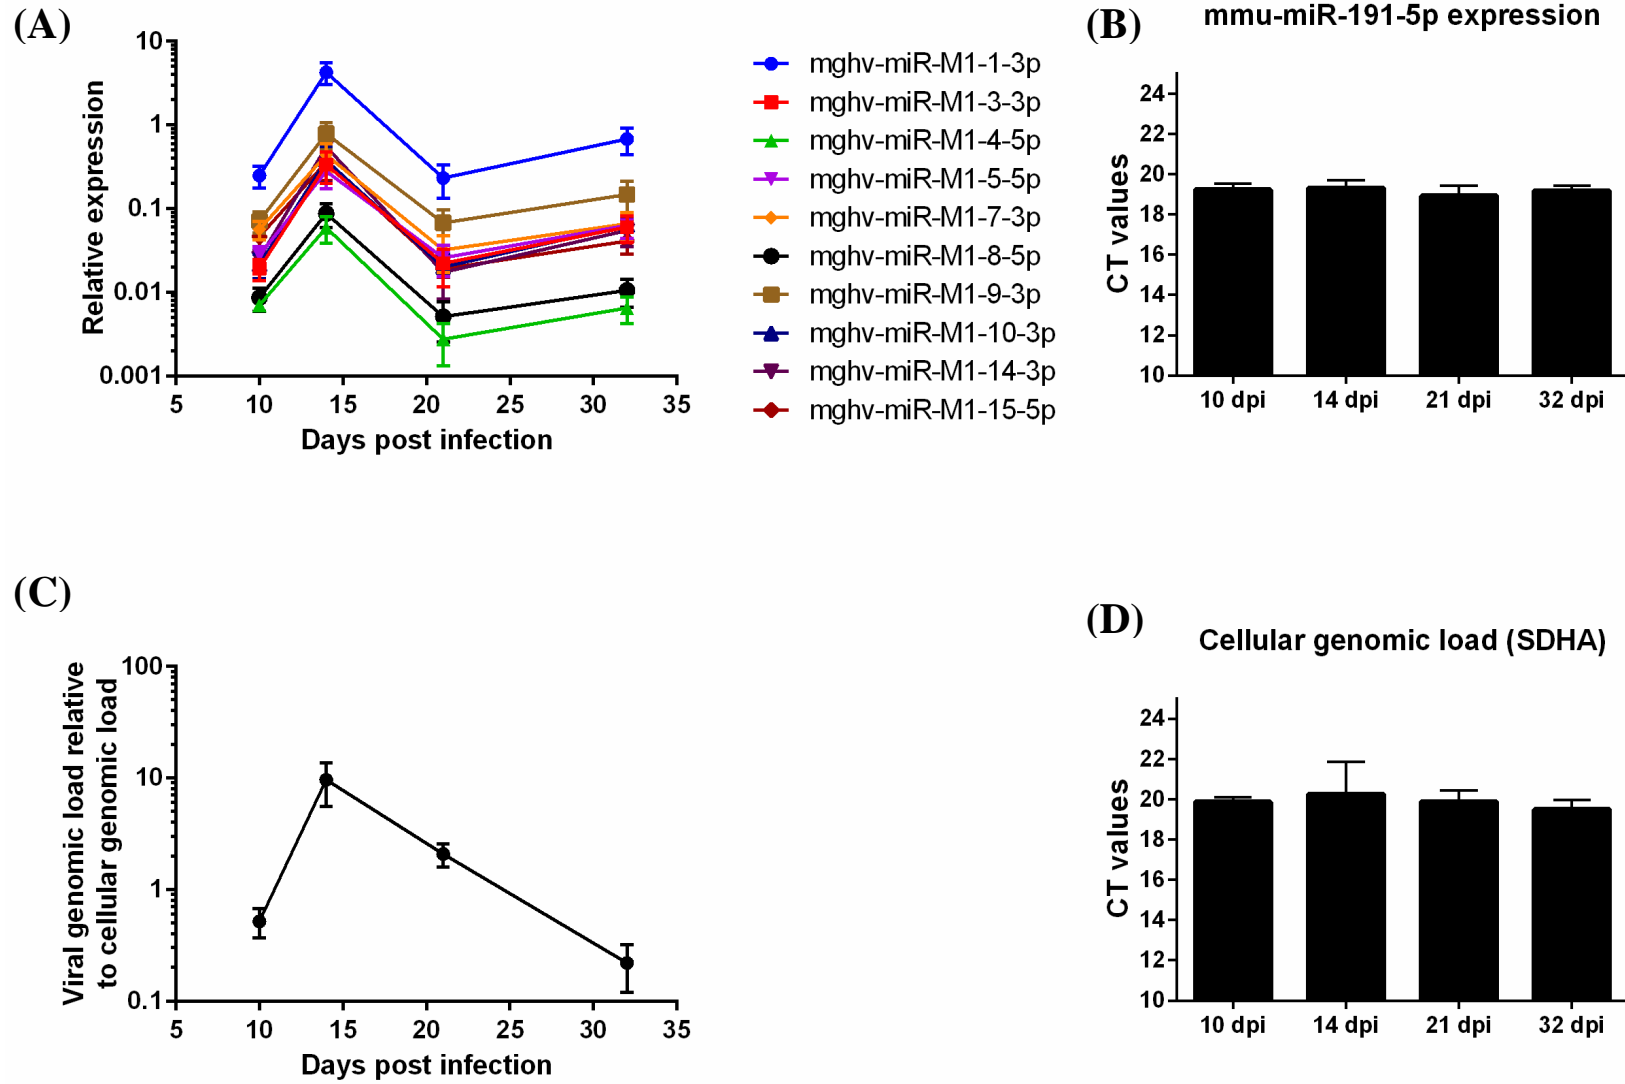 (A)
10
1
0.1
0.01
0.001
Relative expression
5 10 15 20 25 30 35
Days post infection
mghv-miR-M1-1-3p
mghv-miR-M1-3-3p
mghv-miR-M1-4-5p
mghv-miR-M1-5-5p
mghv-miR-M1-7-3p
mghv-miR-M1-8-5p
mghv-miR-M1-9-3p
mghv-miR-M1-10-3p
mghv-miR-M1-14-3p
mghv-miR-M1-15-5p
(B)
mmu-miR-191-5p expression
24
22
20
18
16
14
12
10
CT values
10 dpi 14 dpi 21 dpi 32 dpi
(C)
100
10
1
0.1
Viral genomic load relative
to cellular genomic load
5 10 15 20 25 30 35
Days post infection
(D)
Cellular genomic load (SDHA)
24
22
20
18
16
14
12
10
CT values
10 dpi 14 dpi 21 dpi 32 dpi